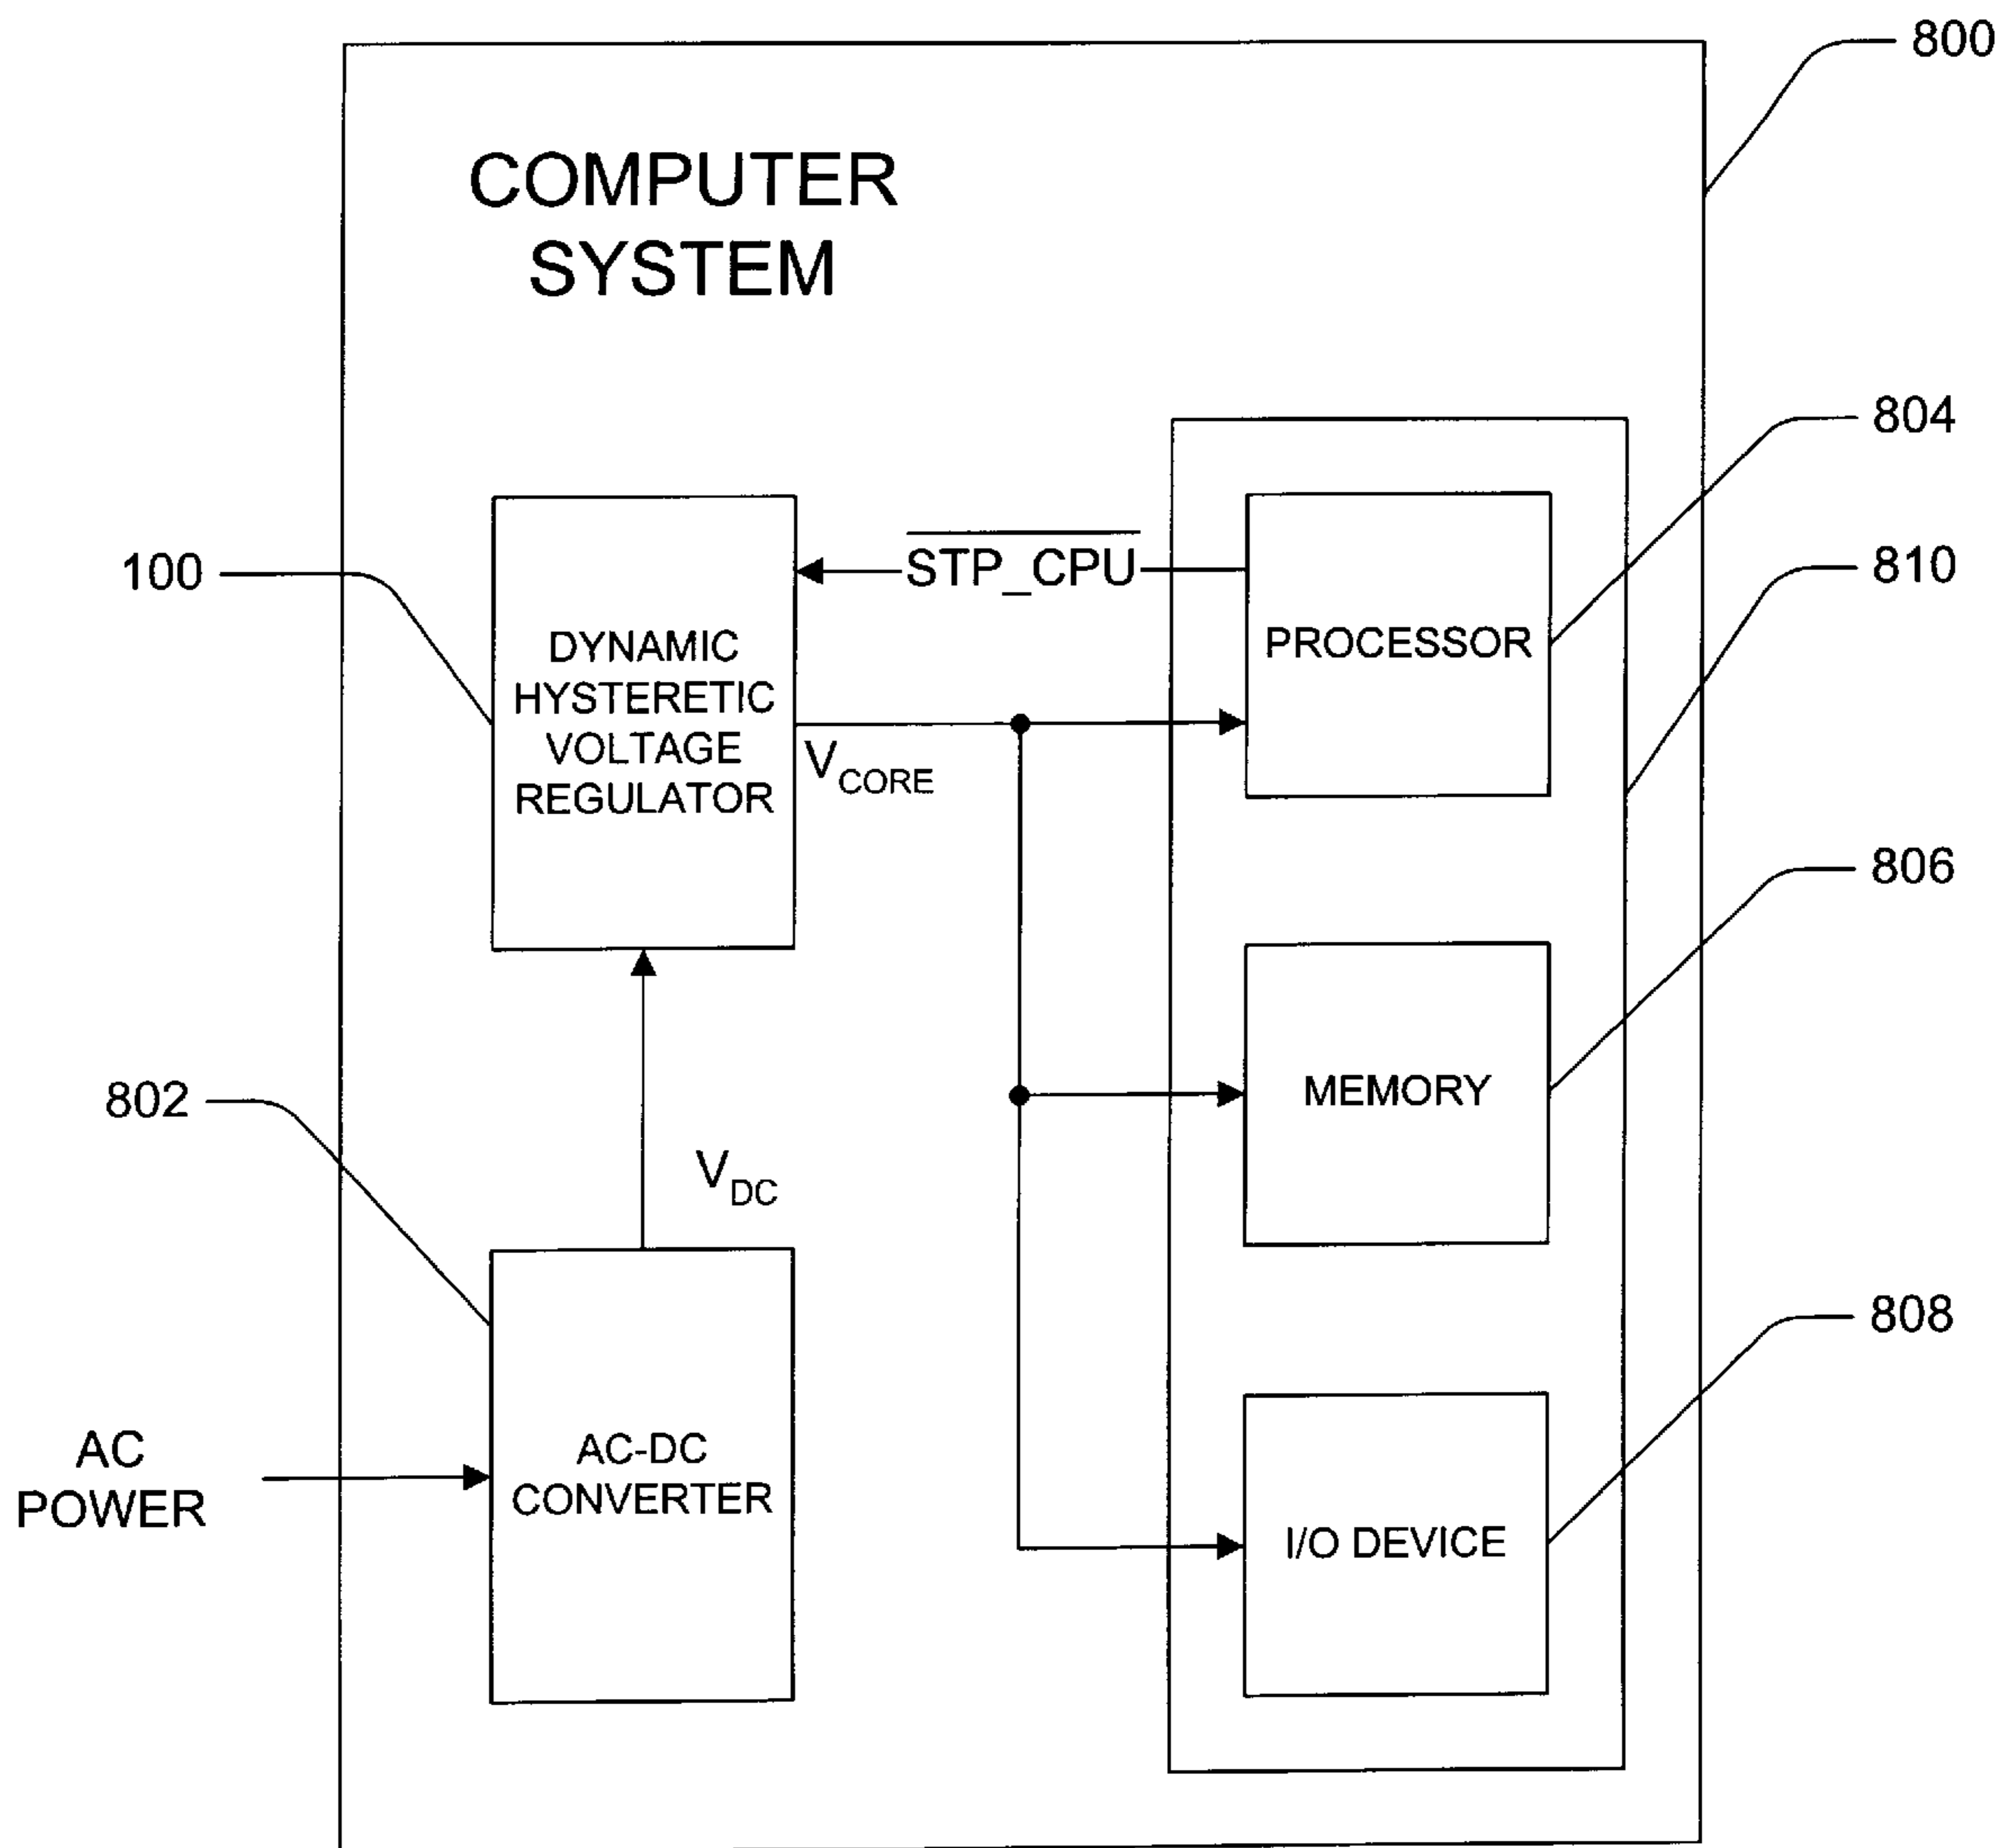 800
COMPUTER
SYSTEM
804
STP_CPU
100
810
DYNAMIC
HYSTERETIC
VOLTAGE
REGULATOR
PROCESSOR
VCORE
806
MEMORY
802
VDC
808
AC
POWER
AC-DC
CONVERTER
I/O DEVICE